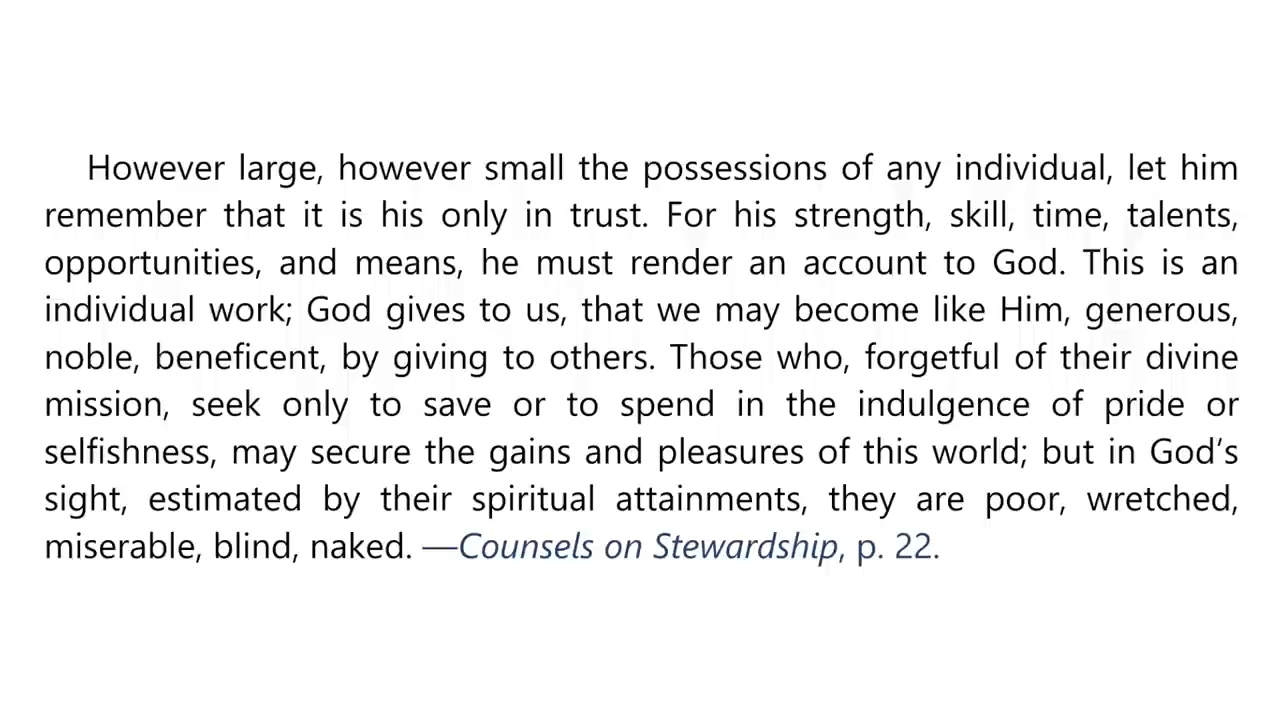 However large, however small the possessions of any individual, let him
remember that it is his only in trust. For his strength, skill, time, talents,
opportunities, and means, he must render an account to God. This is an
individual work; God gives to us, that we may become like Him, generous,
noble, beneficent, by giving to others. Those who, forgetful of their divine
mission, seek only to save or to spend in the indulgence of pride or
selfishness, may secure the gains and pleasures of this world; but in God’s
sight, estimated by their spiritual attainments, they are poor, wretched,
miserable, blind, naked. —Counsels on Stewardship, p. 22.